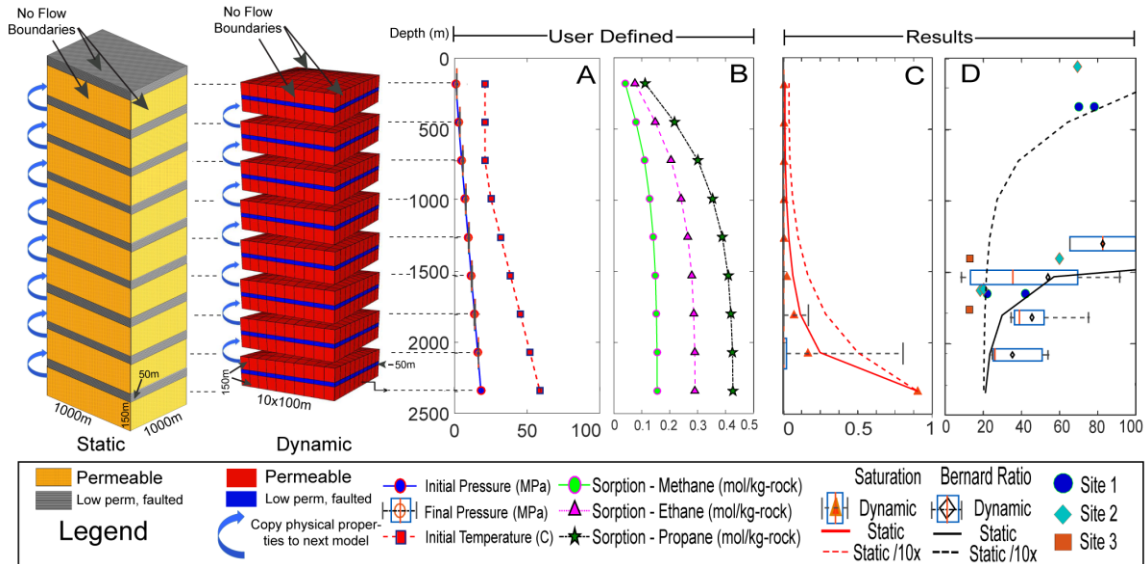 No Flow
Boundaries
No Flow
Boundaries
Depth (m)
User Defined
Results
0
500
1000
1500
2000
2500
A
B
C
D
0
50
100
0.1
0.2
0.3
0.4
0.5
0
0.5
1
20
40
60
80
100
50m
150m
1000m
1000m
Static
50m
150m
10x100m
Dynamic
Legend
Permeable
Low perm, faulted
Permeable
Low perm, faulted
Copy physical proper-
ties to next model
Initial Pressure (MPa)
Final Pressure (MPa)
Initial Temperature (C)
Sorption - Methane (mol/kg-rock)
Sorption - Ethane (mol/kg-rock)
Sorption - Propane (mol/kg-rock)
Saturation
Dynamic
Static
Static /10x
Bernard Ratio
Dynamic
Static
Static /10x
Site 1
Site 2
Site 3